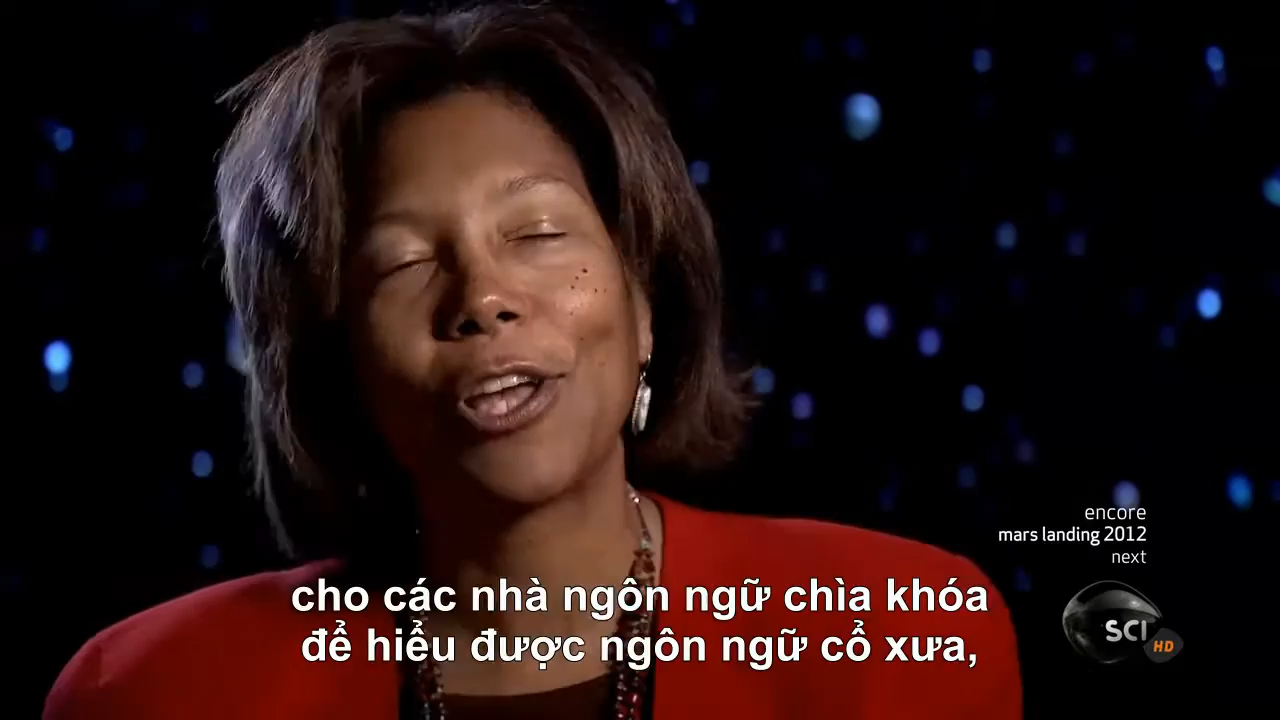 encore
mars landing 2012
next
cho các nhà ngôn ngữ chìa khóa
để hiểu được ngôn ngữ cổ xưa,
SCI
HD